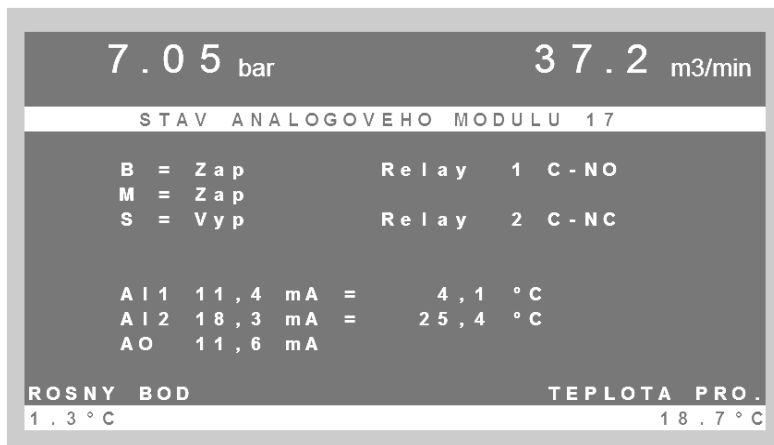 7.05 bar 37.2 m3/min
STAV ANALOGOVEHO MODULU 17
B = Zap Relay 1 C-NO
M = Zap
S = Vyp Relay 2 C-NC
AI1 11,4 mA = 4,1 °C
AI2 18,3 mA = 25,4 °C
AO 11,6 mA
ROSNY BOD TEPLOTA PRO.
1.3°C 18.7°C